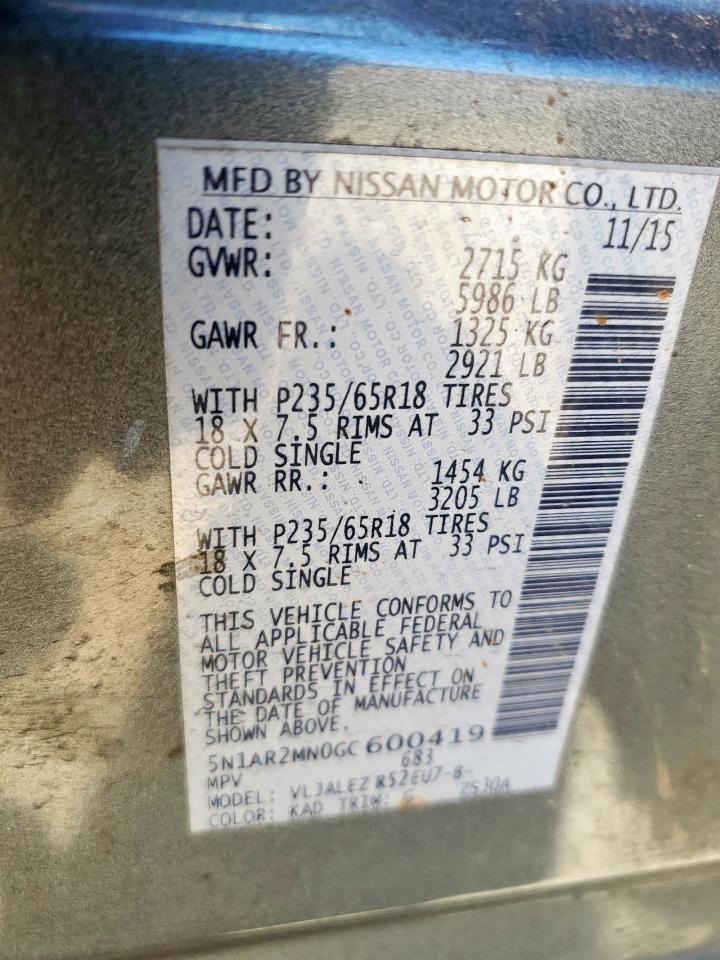 MFD BY NISSAN MOTOR CO., LTD.
DATE: 11/15
GVWR: 2715 KG
5986 LB
GAWR FR.: 1325 KG
2921 LB
WITH P235/65R18 TIRES
18 X 7.5 RIMS AT 33 PSI
COLD SINGLE
GAWR RR.: 1454 KG
3205 LB
WITH P235/65R18 TIRES
18 X 7.5 RIMS AT 33 PSI
COLD SINGLE
THIS VEHICLE CONFORMS TO
ALL APPLICABLE FEDERAL
MOTOR VEHICLE SAFETY AND
THEFT PREVENTION
STANDARDS IN EFFECT ON
THE DATE OF MANUFACTURE
SHOWN ABOVE.
5N1AR2MN0GC600419
MPV 683
MODEL: VLJALEZ R52EU7-B-
COLOR: KAD TRIM: ZS30A